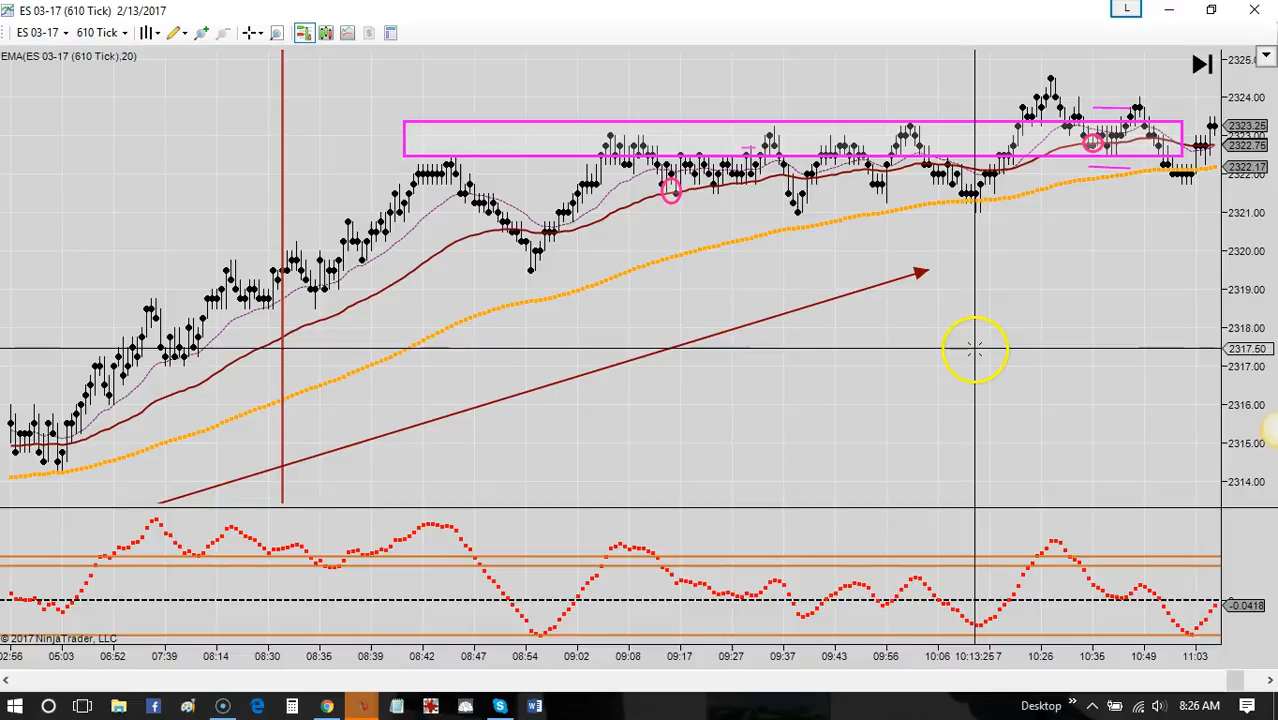 ES 03-17 (610 Tick) 2/13/2017
L
ES 03-17 610 Tick
EMA(ES 03-17 (610 Tick),20)
2325.00
2324.00
2323.25
2322.75
2322.17
2322.00
2321.00
2320.00
2319.00
2318.00
2317.50
2317.00
2316.00
2315.00
2314.00
-0.0418
© 2017 NinjaTrader, LLC
05:03 06:52 07:39 08:14 08:30 08:35 08:39 08:42 08:47 08:54 09:02 09:08 09:17 09:27 09:37 09:43 09:56 10:06 10:13:25 10:26 10:35 10:49 11:03
Desktop 8:26 AM